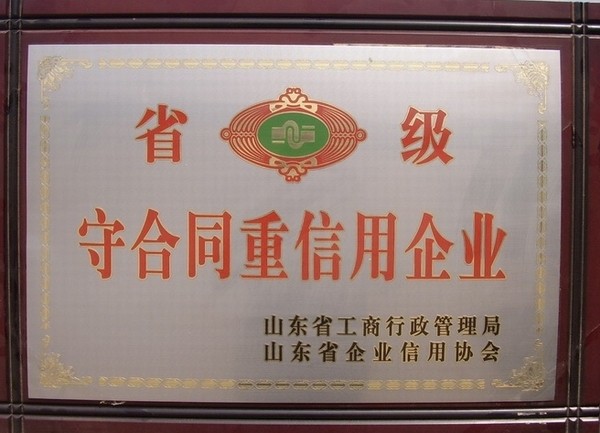 省级
守合同重信用企业
山东省工商行政管理局
山东省企业信用协会